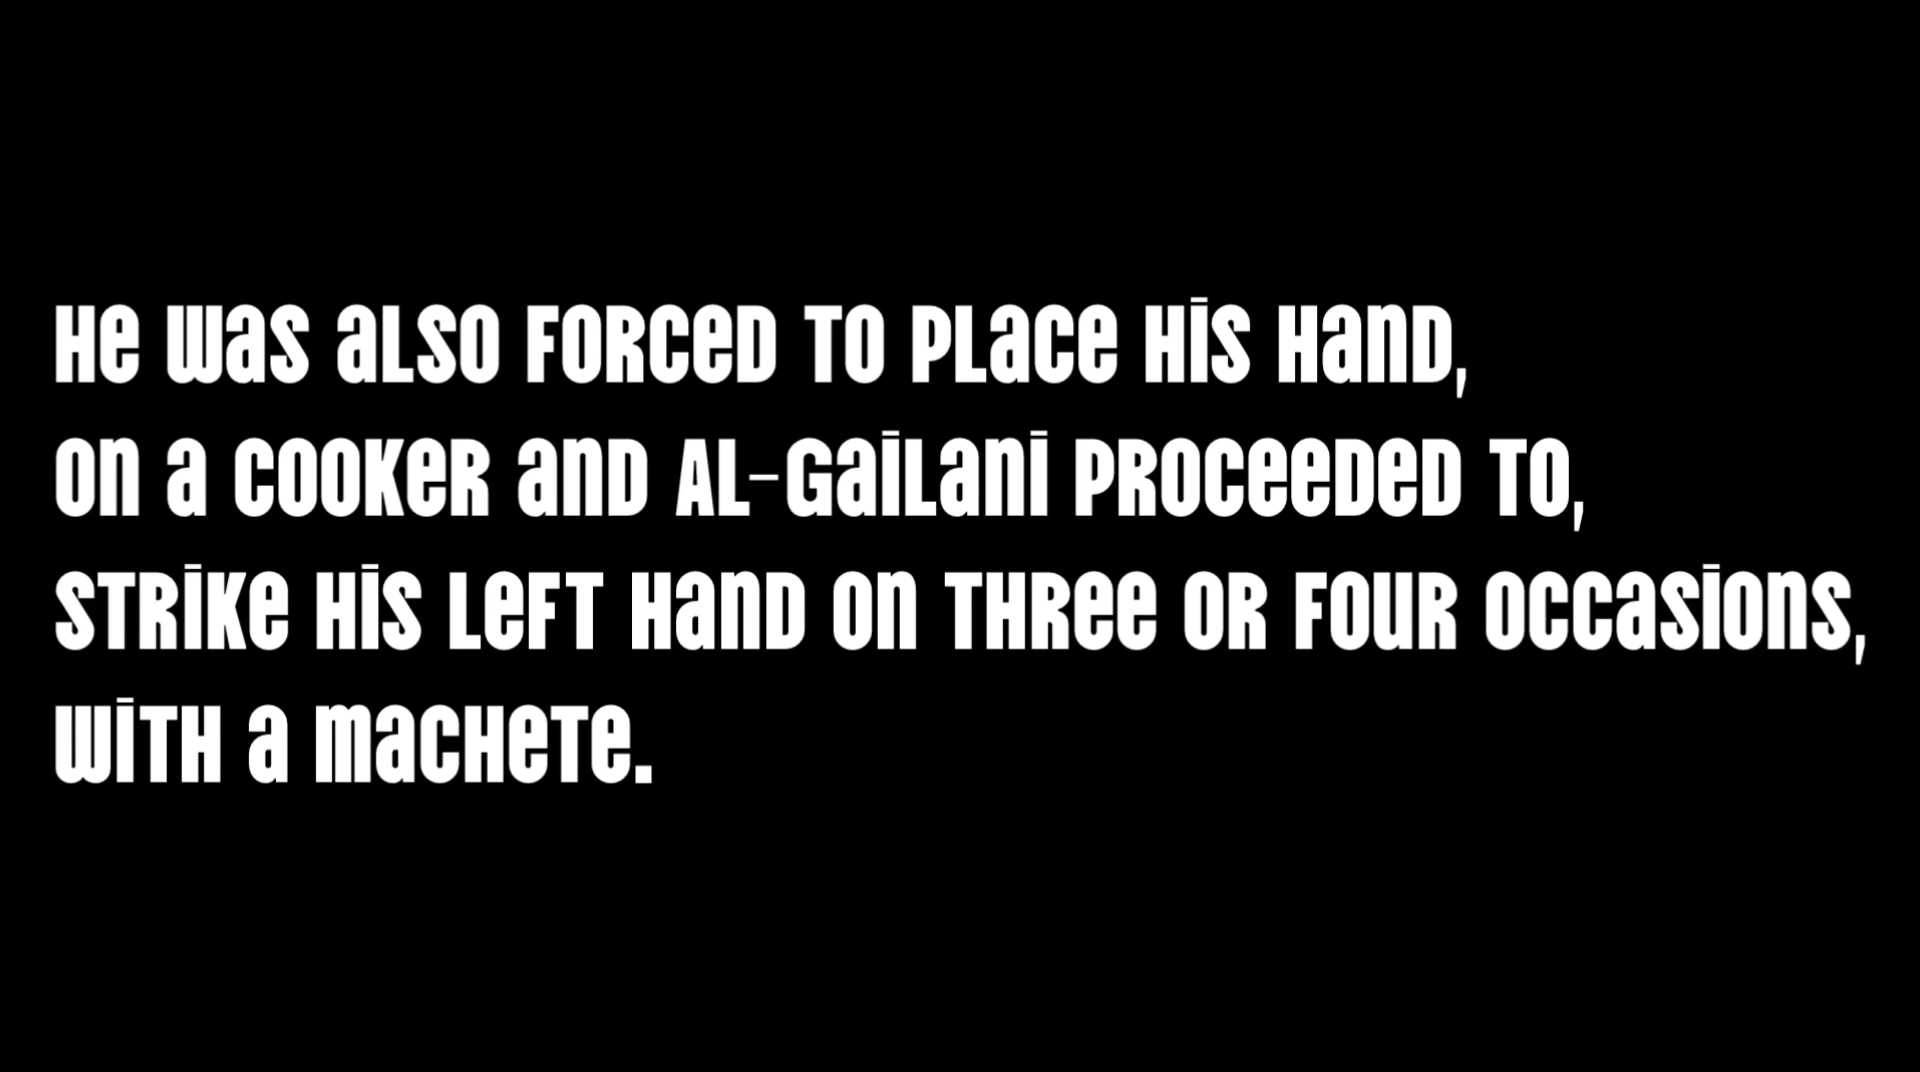 He was also forced to place his hand,
on a cooker and Al-Gailani proceeded to,
strike his left hand on three or four occasions,
with a machete.